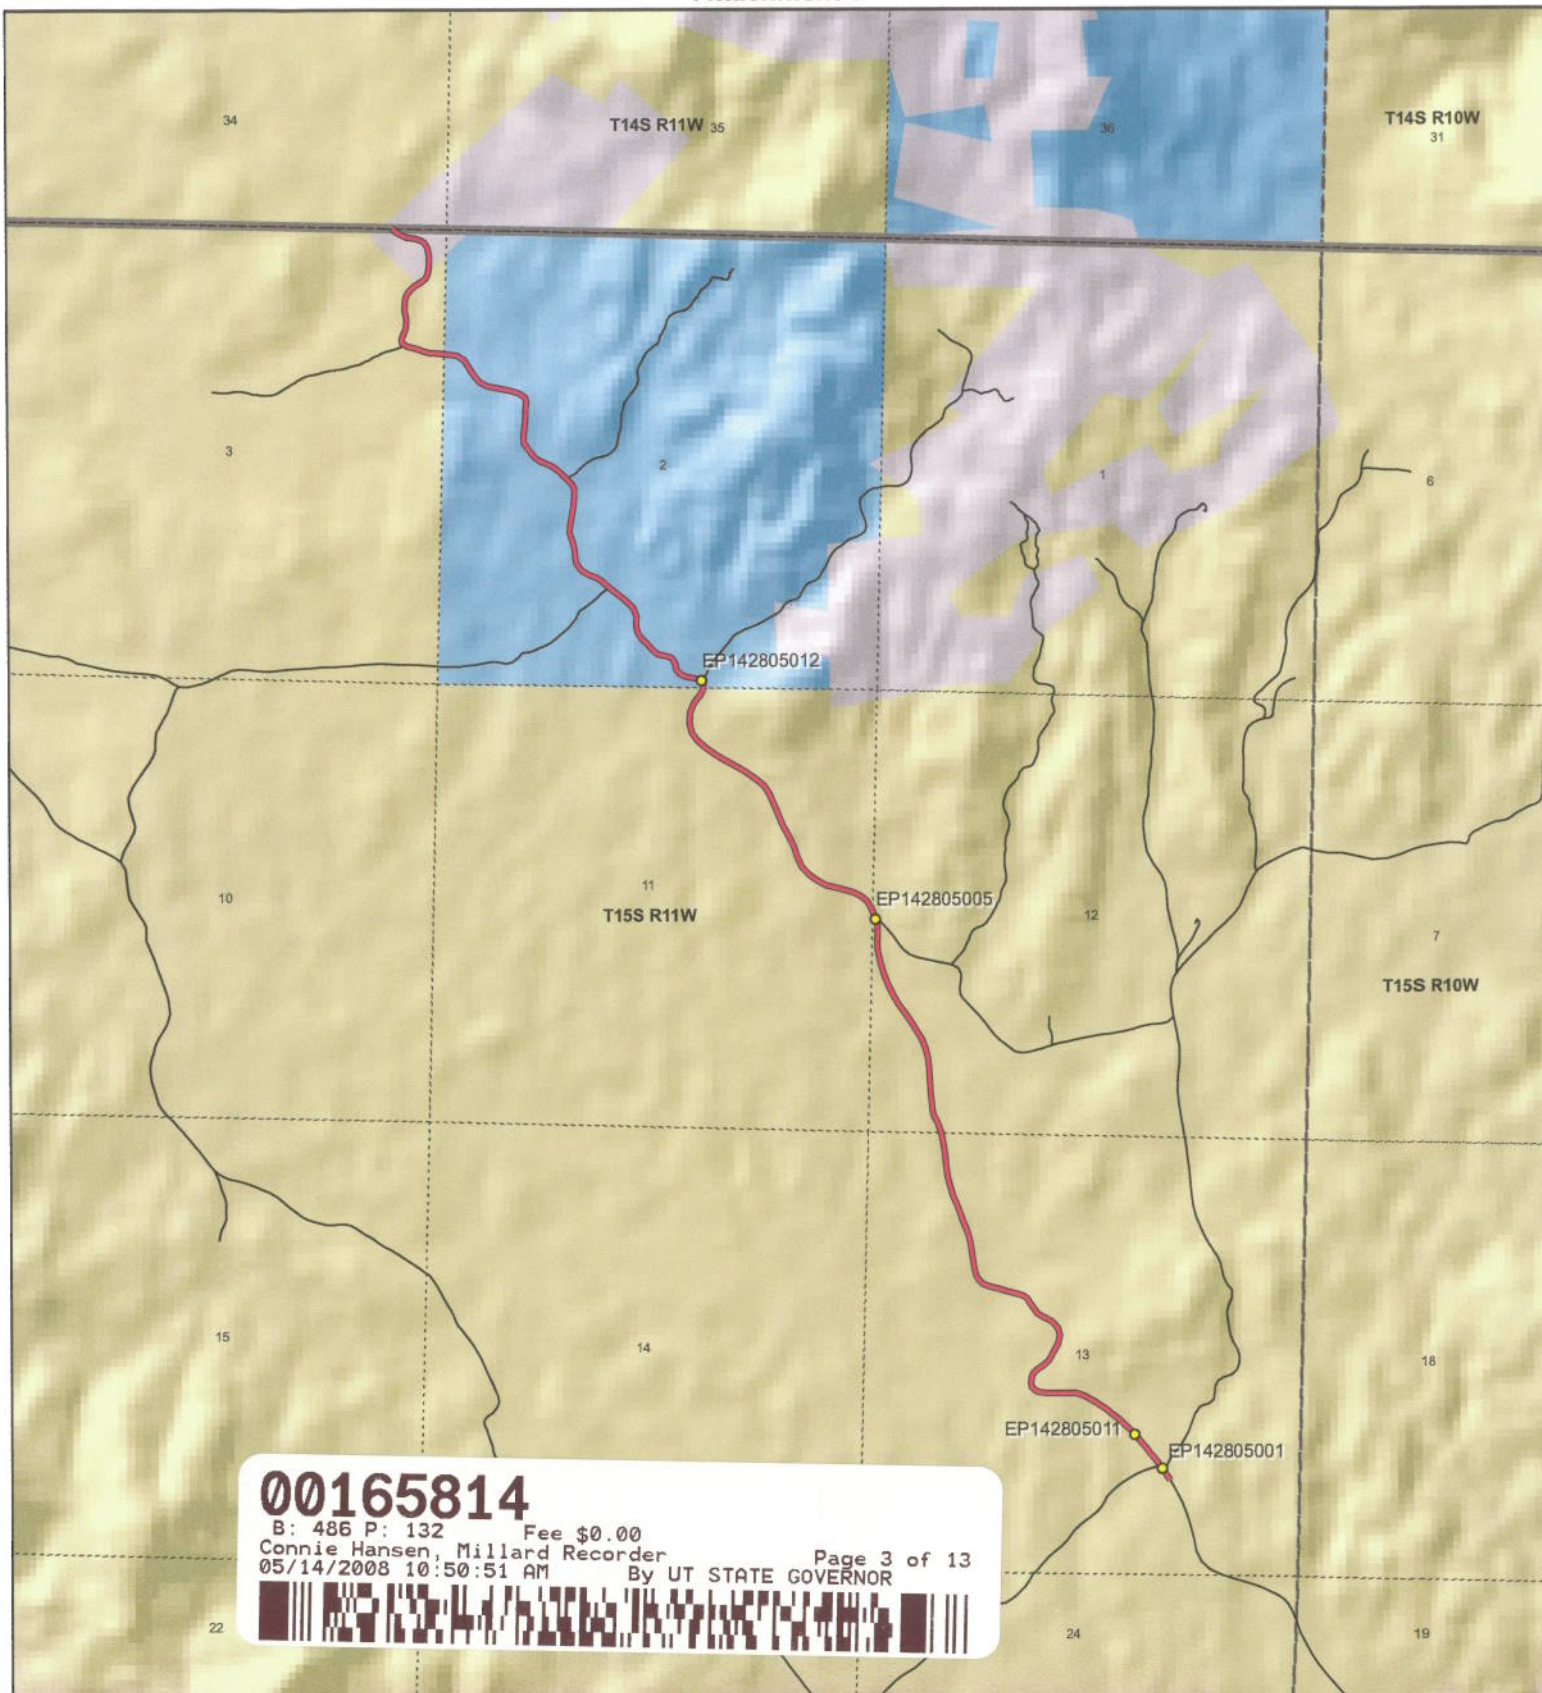 34
T14S R11W 35
36
T14S R10W
31
3
2
1
6
EP142805012
10
11
T15S R11W
EP142805005
12
7
T15S R10W
15
14
13
18
EP142805011
EP142805001
00165814
B: 486 P: 132 Fee $0.00
Connie Hansen, Millard Recorder Page 3 of 13
05/14/2008 10:50:51 AM By UT STATE GOVERNOR
22
24
19